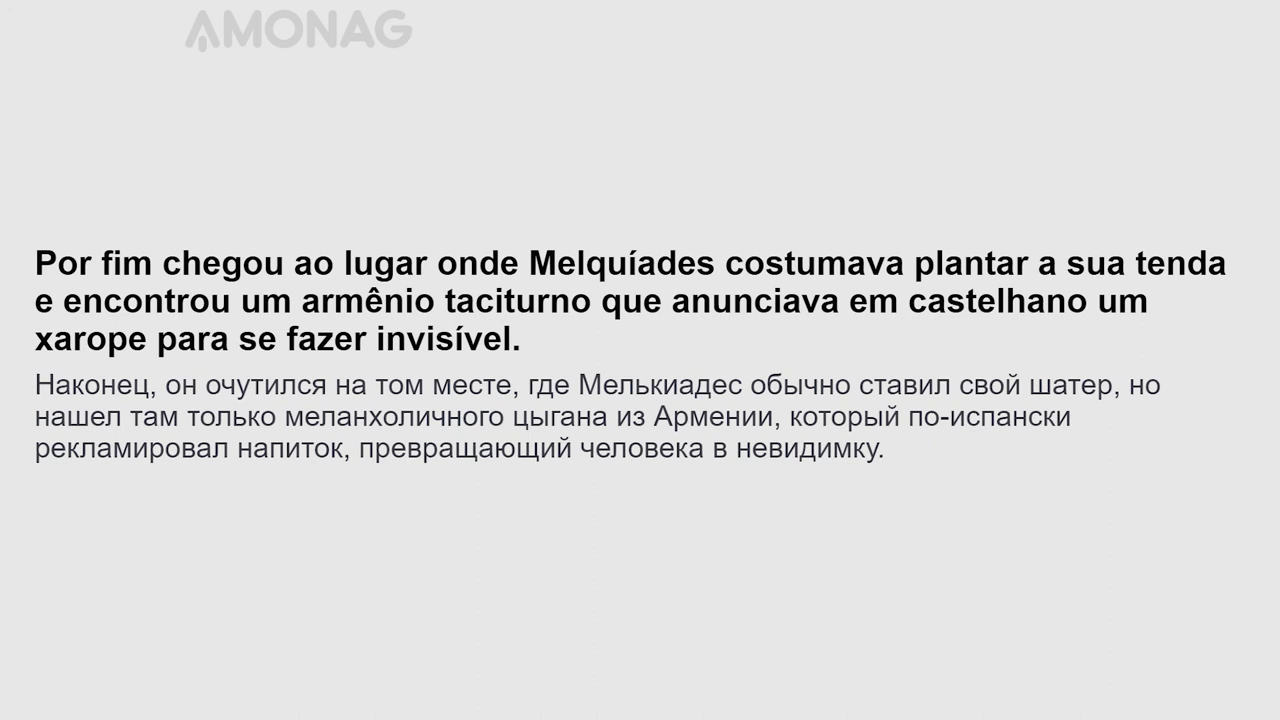 AMONAG
Por fim chegou ao lugar onde Melquíades costumava plantar a sua tenda
e encontrou um armênio taciturno que anunciava em castelhano um
xarope para se fazer invisível.
Наконец, он очутился на том месте, где Мелькиадес обычно ставил свой шатер, но
нашел там только меланхоличного цыгана из Армении, который по-испански
рекламировал напиток, превращающий человека в невидимку.